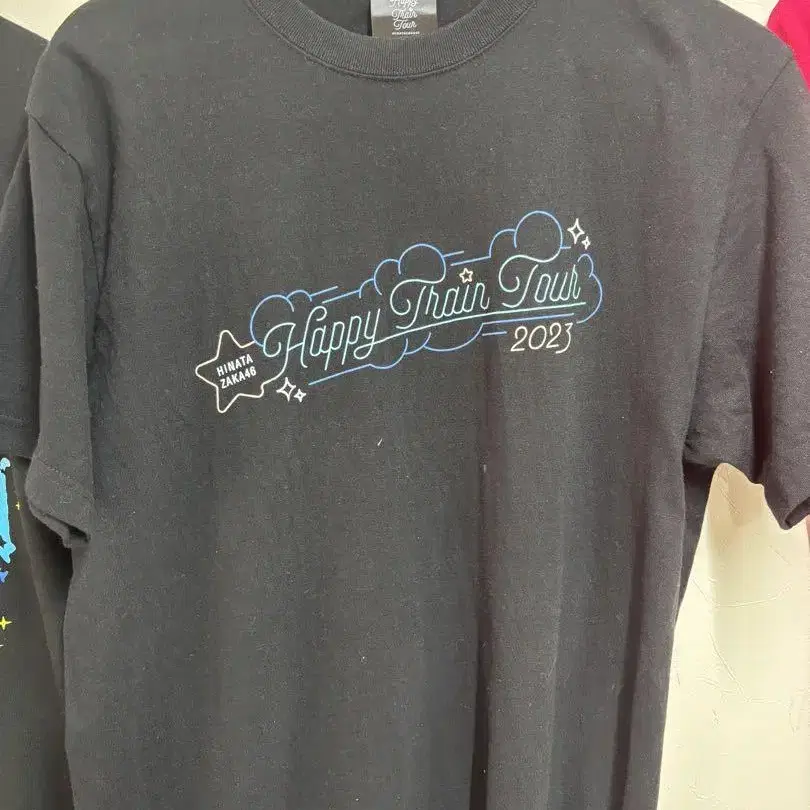 Happy
Train
Tour
Happy Train Tour
2023
HINATA
ZAKA46